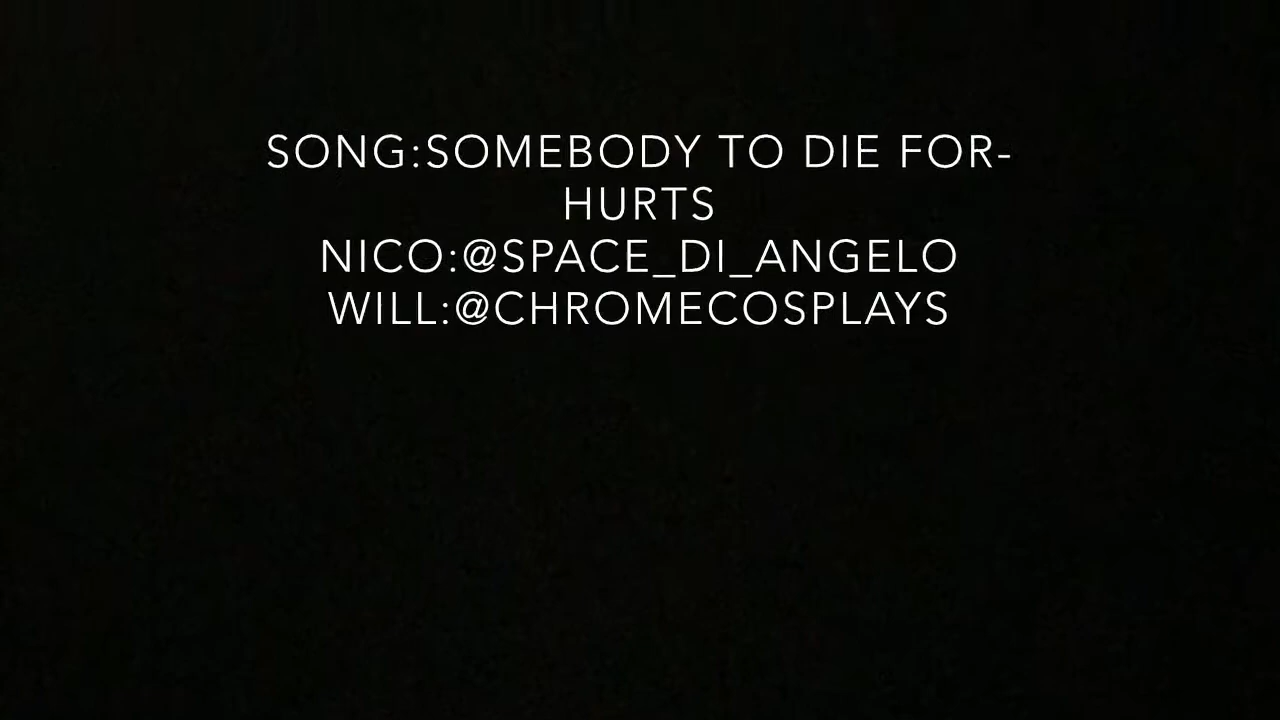 SONG:SOMEBODY TO DIE FOR-
HURTS
NICO:@SPACE_DI_ANGELO
WILL:@CHROMECOSPLAYS